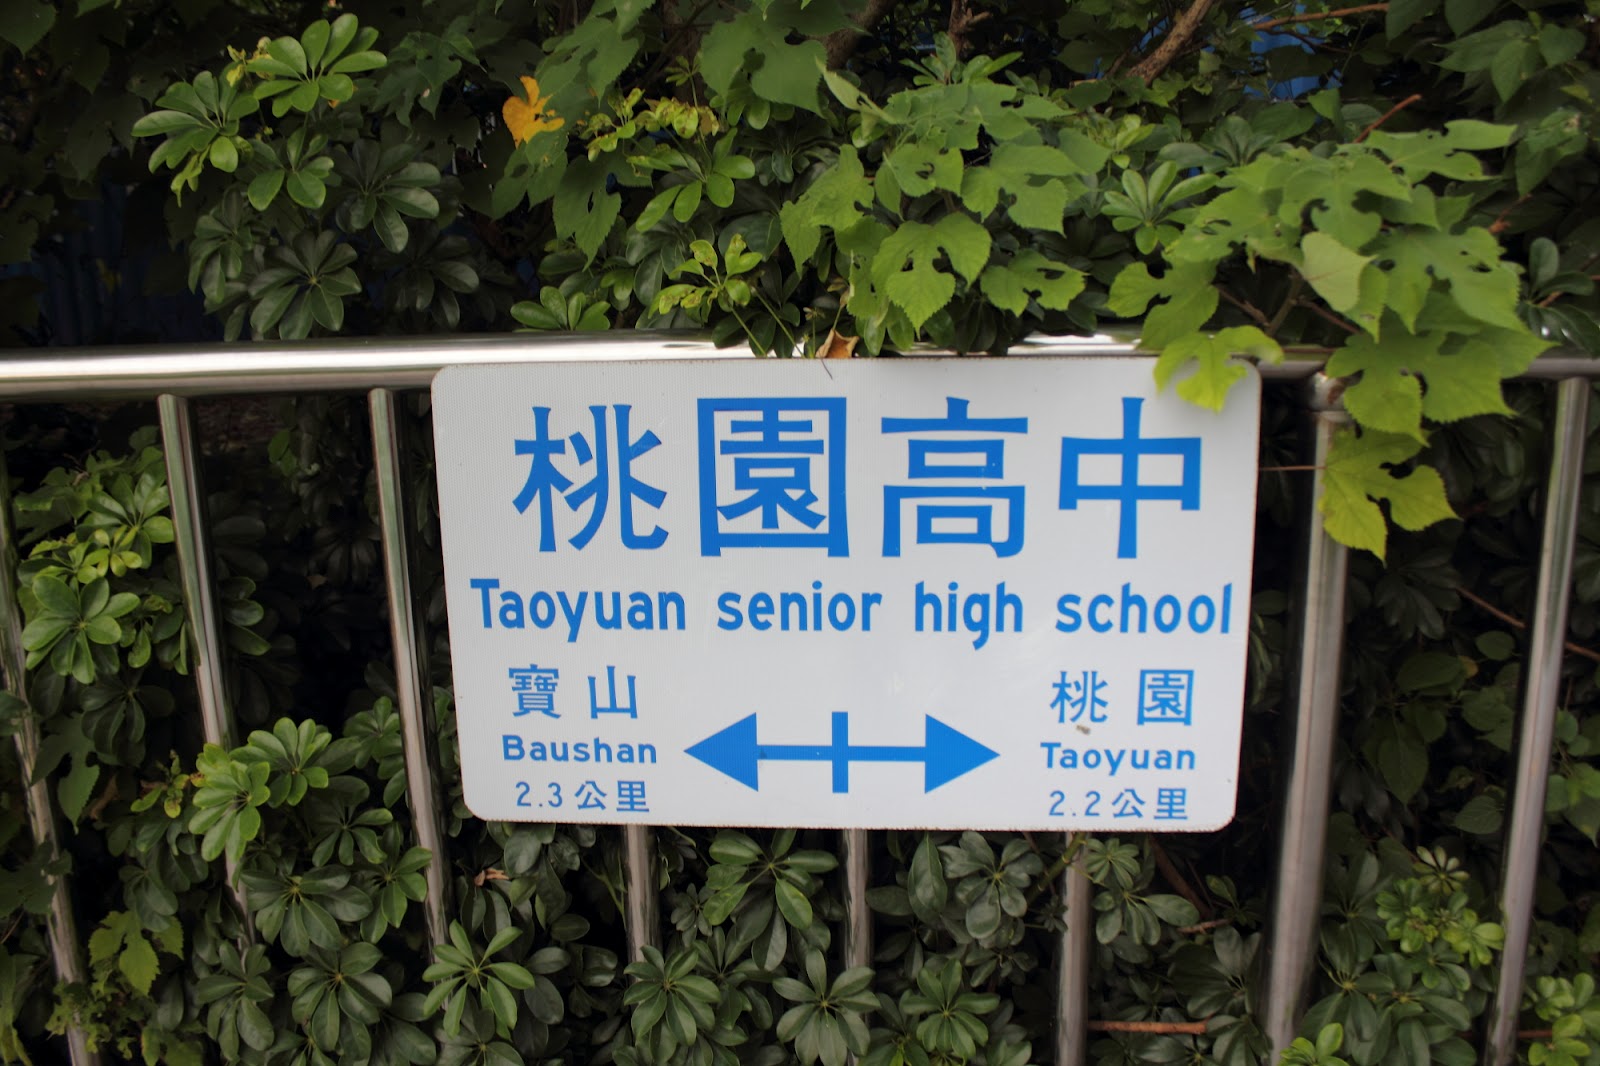 桃園高中
Taoyuan senior high school
寶山 桃園
Baushan Taoyuan
2.3公里 2.2公里